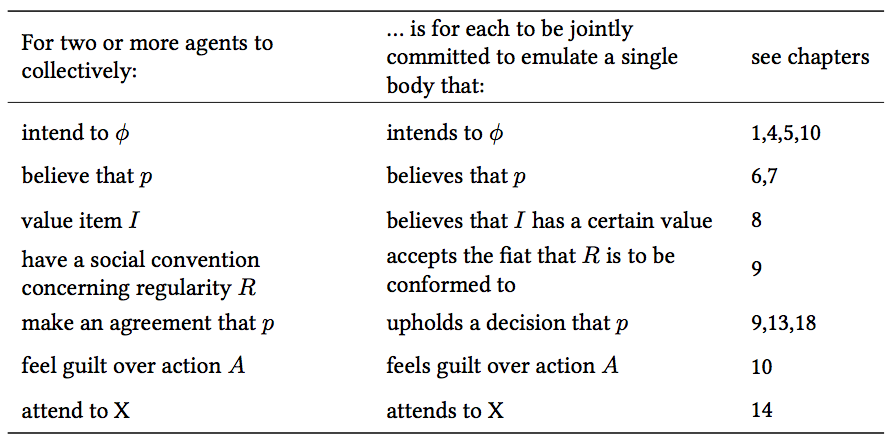 For two or more agents to collectively: … is for each to be jointly committed to emulate a single body that: see chapters
intend to ϕ intends to ϕ 1,4,5,10
believe that p believes that p 6,7
value item I believes that I has a certain value 8
have a social convention concerning regularity R accepts the fiat that R is to be conformed to 9
make an agreement that p upholds a decision that p 9,13,18
feel guilt over action A feels guilt over action A 10
attend to X attends to X 14